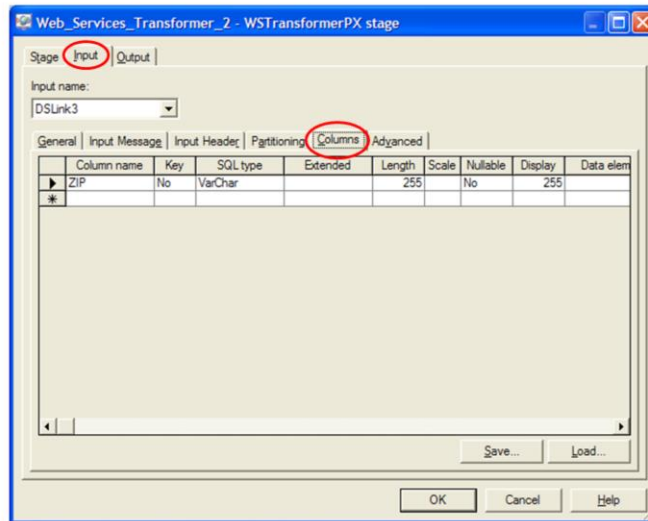 Web_Services_Transformer_2 - WSTransformerPX stage
Stage Input Output
Input name:
DSLink3
General Input Message Input Header Partitioning Columns Advanced
Column name Key SQL type Extended Length Scale Nullable Display Data elem
ZIP No VarChar 255 No 255
Save... Load...
OK Cancel Help